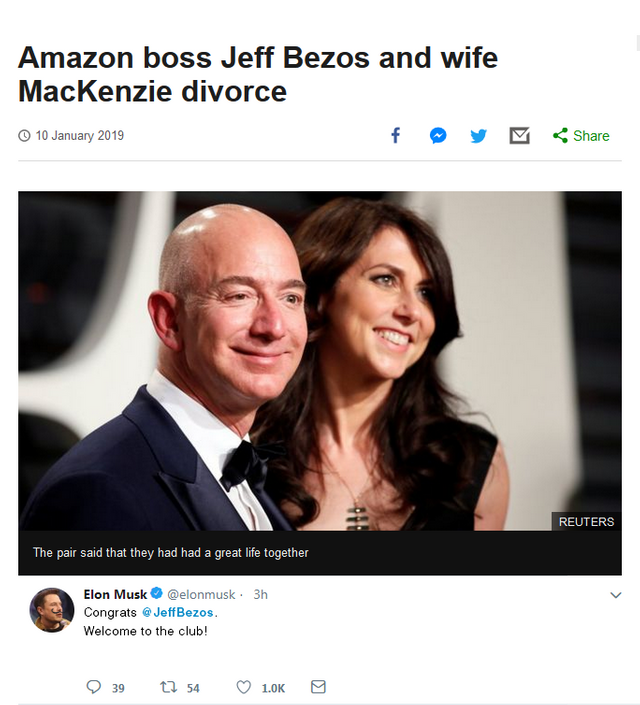 Amazon boss Jeff Bezos and wife
MacKenzie divorce
10 January 2019
Share
REUTERS
The pair said that they had had a great life together
Elon Musk @elonmusk · 3h
Congrats @JeffBezos.
Welcome to the club!
39 54 1.0K